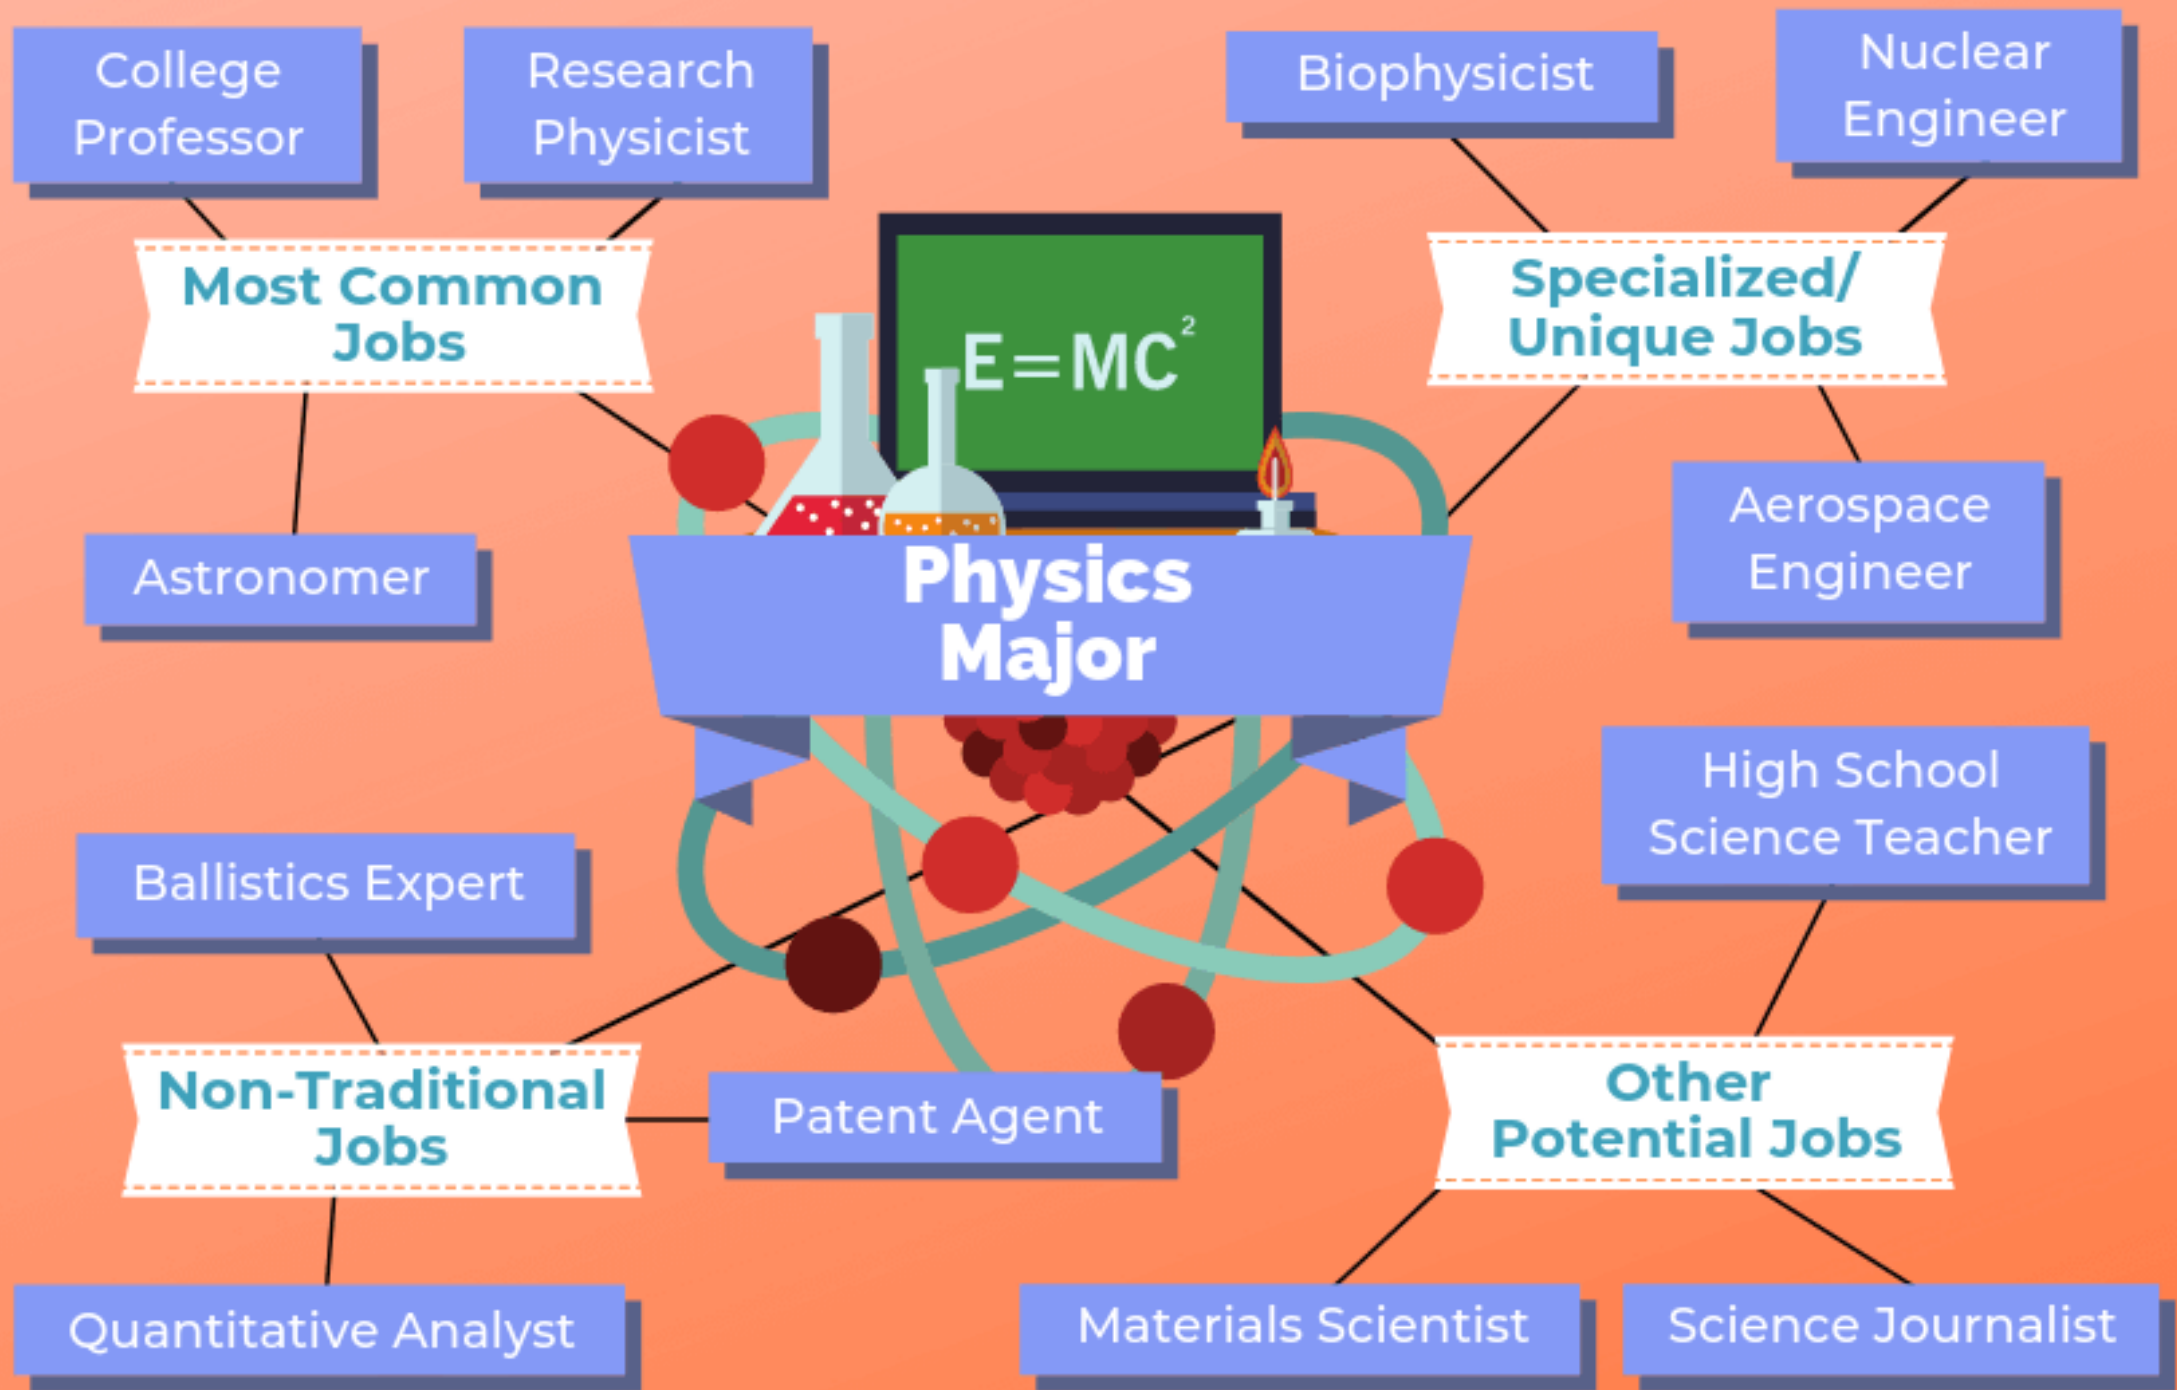 College
Professor
Research
Physicist
Most Common
Jobs
Astronomer
Biophysicist
Nuclear
Engineer
Specialized/
Unique Jobs
Aerospace
Engineer
E=MC²
Physics
Major
Ballistics Expert
Non-Traditional
Jobs
Patent Agent
Quantitative Analyst
High School
Science Teacher
Other
Potential Jobs
Materials Scientist
Science Journalist